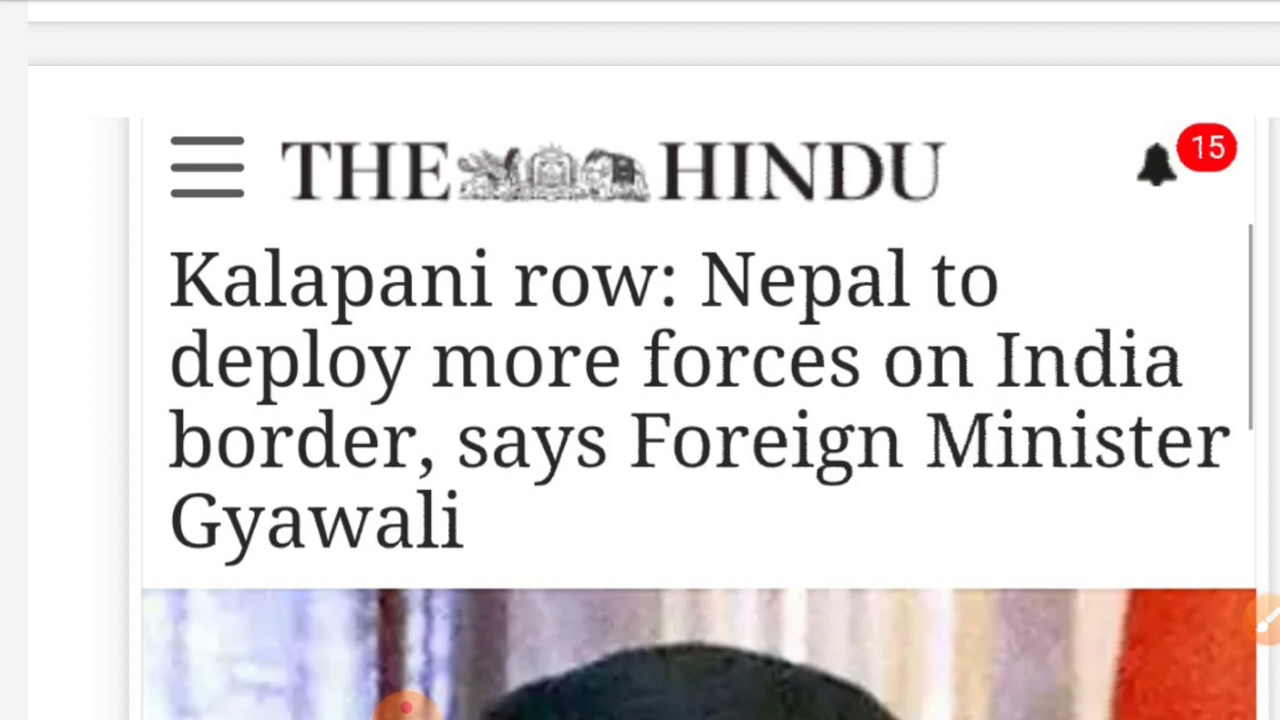 THE HINDU
15
Kalapani row: Nepal to
deploy more forces on India
border, says Foreign Minister
Gyawali